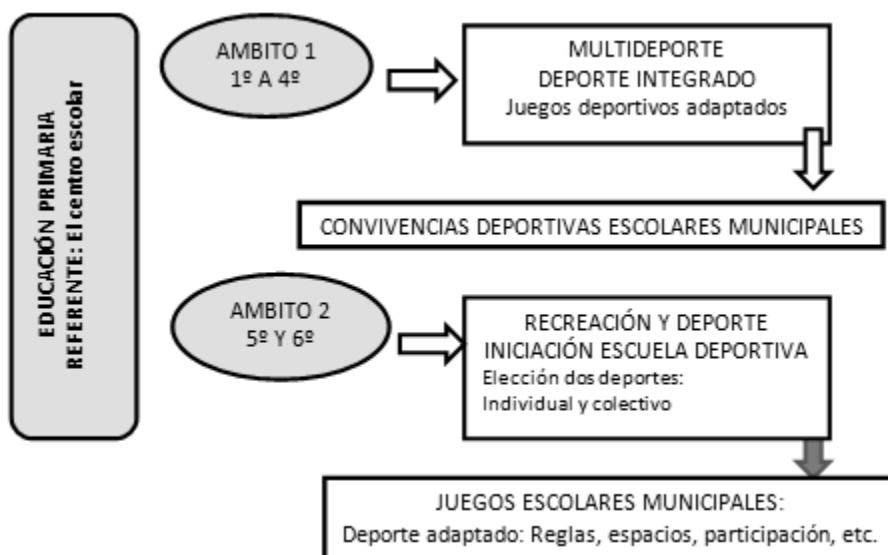 EDUCACIÓN PRIMARIA
REFERENTE: El centro escolar
AMBITO 1
1º A 4º
MULTIDEPORTE
DEPORTE INTEGRADO
Juegos deportivos adaptados
CONVIVENCIAS DEPORTIVAS ESCOLARES MUNICIPALES
AMBITO 2
5º Y 6º
RECREACIÓN Y DEPORTE
INICIACIÓN ESCUELA DEPORTIVA
Elección dos deportes:
Individual y colectivo
JUEGOS ESCOLARES MUNICIPALES:
Deporte adaptado: Reglas, espacios, participación, etc.